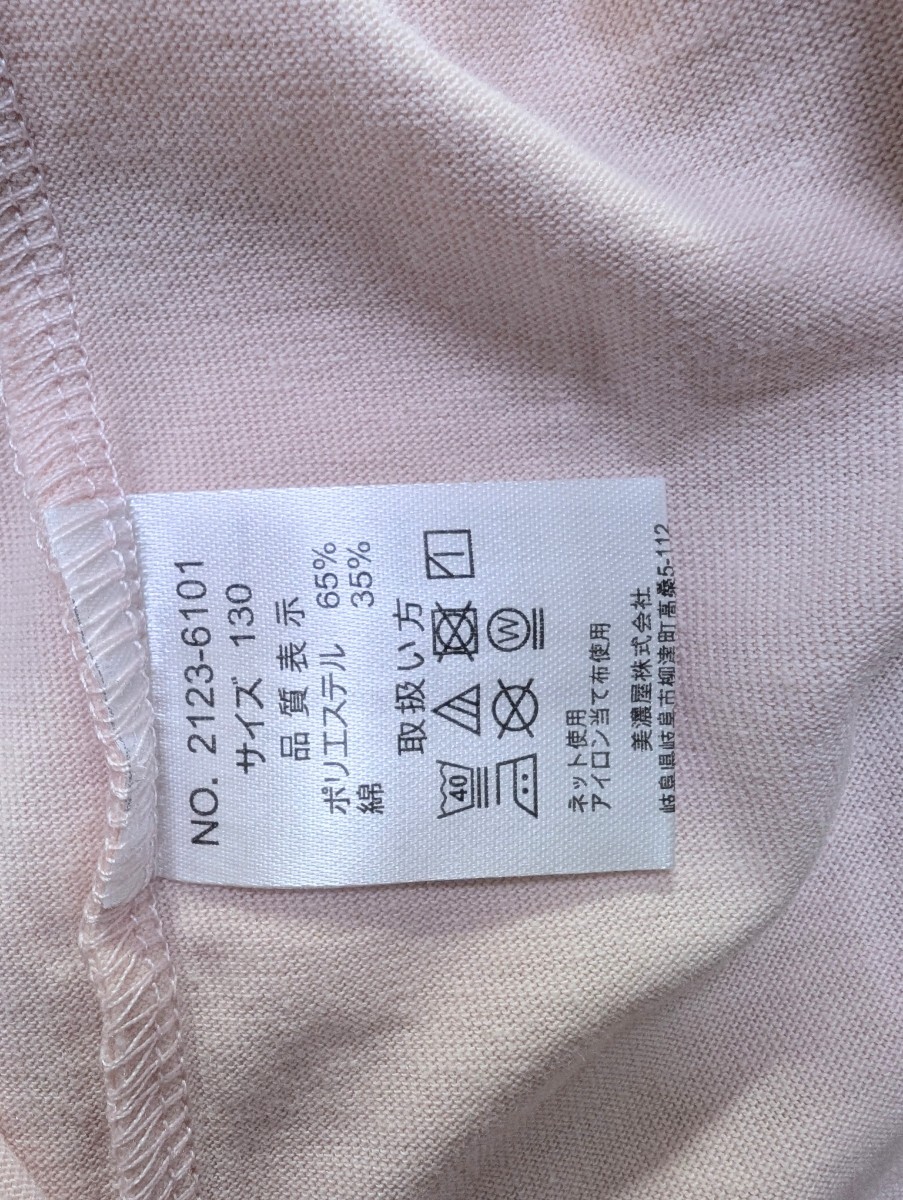 NO. 2123-6101
サイズ 130
品質表示
ポリエステル 65%
綿 35%
取扱い方
40
W
ネット使用
アイロン当て布使用
美濃屋株式会社
岐阜県岐阜市柳津町高桑5-112